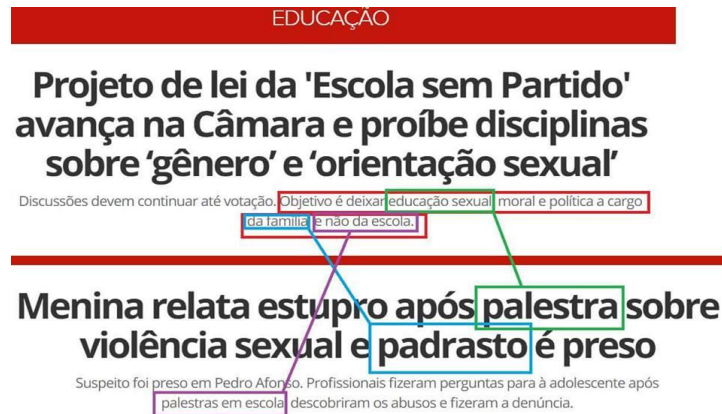 EDUCAÇÃO
Projeto de lei da 'Escola sem Partido'
avança na Câmara e proíbe disciplinas
sobre ‘gênero’ e ‘orientação sexual’
Discussões devem continuar até votação. Objetivo é deixar educação sexual, moral e política a cargo
da família e não da escola.
Menina relata estupro após palestra sobre
violência sexual e padrasto é preso
Suspeito foi preso em Pedro Afonso. Profissionais fizeram perguntas para à adolescente após
palestras em escola, descobriram os abusos e fizeram a denúncia.